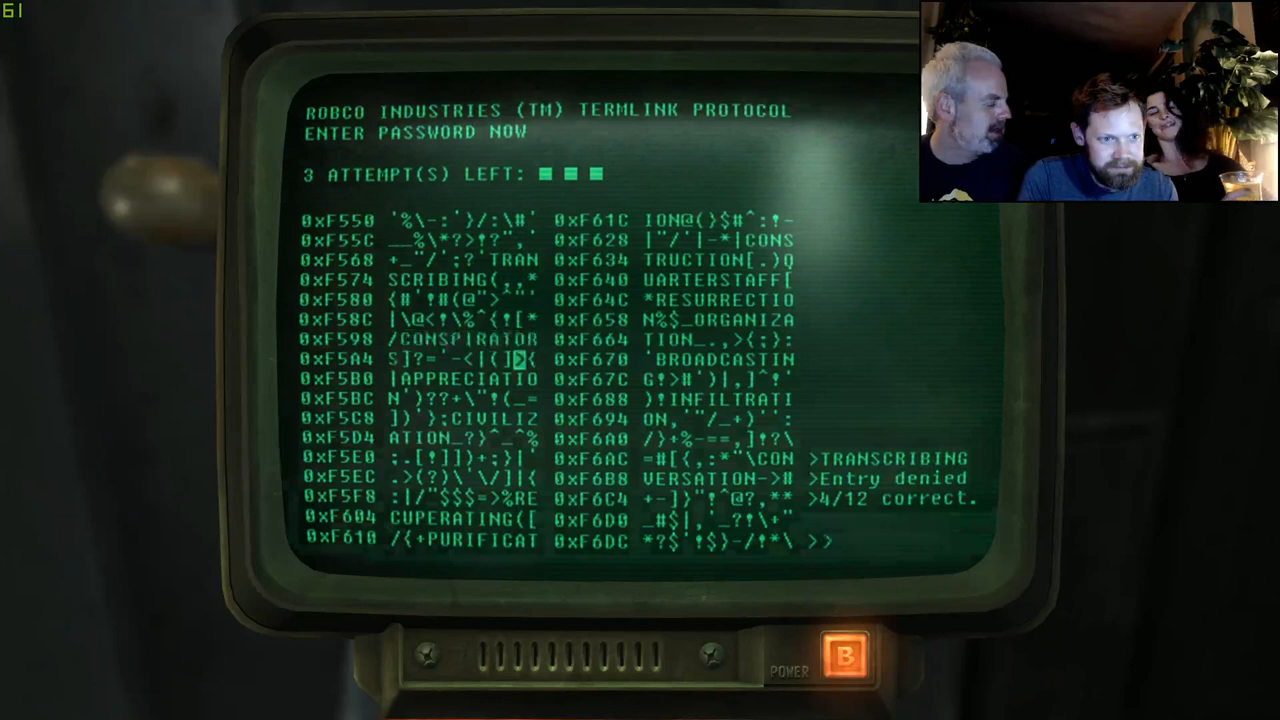 61
ROBCO INDUSTRIES (TM) TERMLINK PROTOCOL
ENTER PASSWORD NOW
3 ATTEMPT(S) LEFT: ■ ■ ■
0xF550 '%\-:'}/:\#' 0xF61C ION@(}$#^:!-
0xF55C __%\*?>!?",' 0xF628 |"/'|-*|CONS
0xF568 +_"/';?'TRAN 0xF634 TRUCTION[.)Q
0xF574 SCRIBING(,,* 0xF640 UARTERSTAFF[
0xF580 {#'!#(@">^"' 0xF64C *RESURRECTIO
0xF58C |\@<!\%^{![* 0xF658 N%$_ORGANIZA
0xF598 /CONSPIRATOR 0xF664 TION_.,>{;}:
0xF5A4 S]?='-<|(]>{ 0xF670 'BROADCASTIN
0xF5B0 |APPRECIATIO 0xF67C G!>#')|,]^!'
0xF5BC N')??+\"!(_= 0xF688 )!INFILTRATI
0xF5C8 ])'};CIVILIZ 0xF694 ON,'"/_+)'':
0xF5D4 ATION_?}^_^% 0xF6A0 /}+%-==,]!?\
0xF5E0 :.[!]])+;}|' 0xF6AC =#[{,:*"\CON >TRANSCRIBING
0xF5EC .>(?)\'\/]|{ 0xF6B8 VERSATION->#  >Entry denied
0xF5F8 :|/"$$$=>%RE 0xF6C4 +-]}"!^@?,** >4/12 correct.
0xF604 CUPERATING([ 0xF6D0 _#$|,'_?!\+"
0xF610 /{+PURIFICAT 0xF6DC *?$'!$}-/!*\ >>
POWER
B